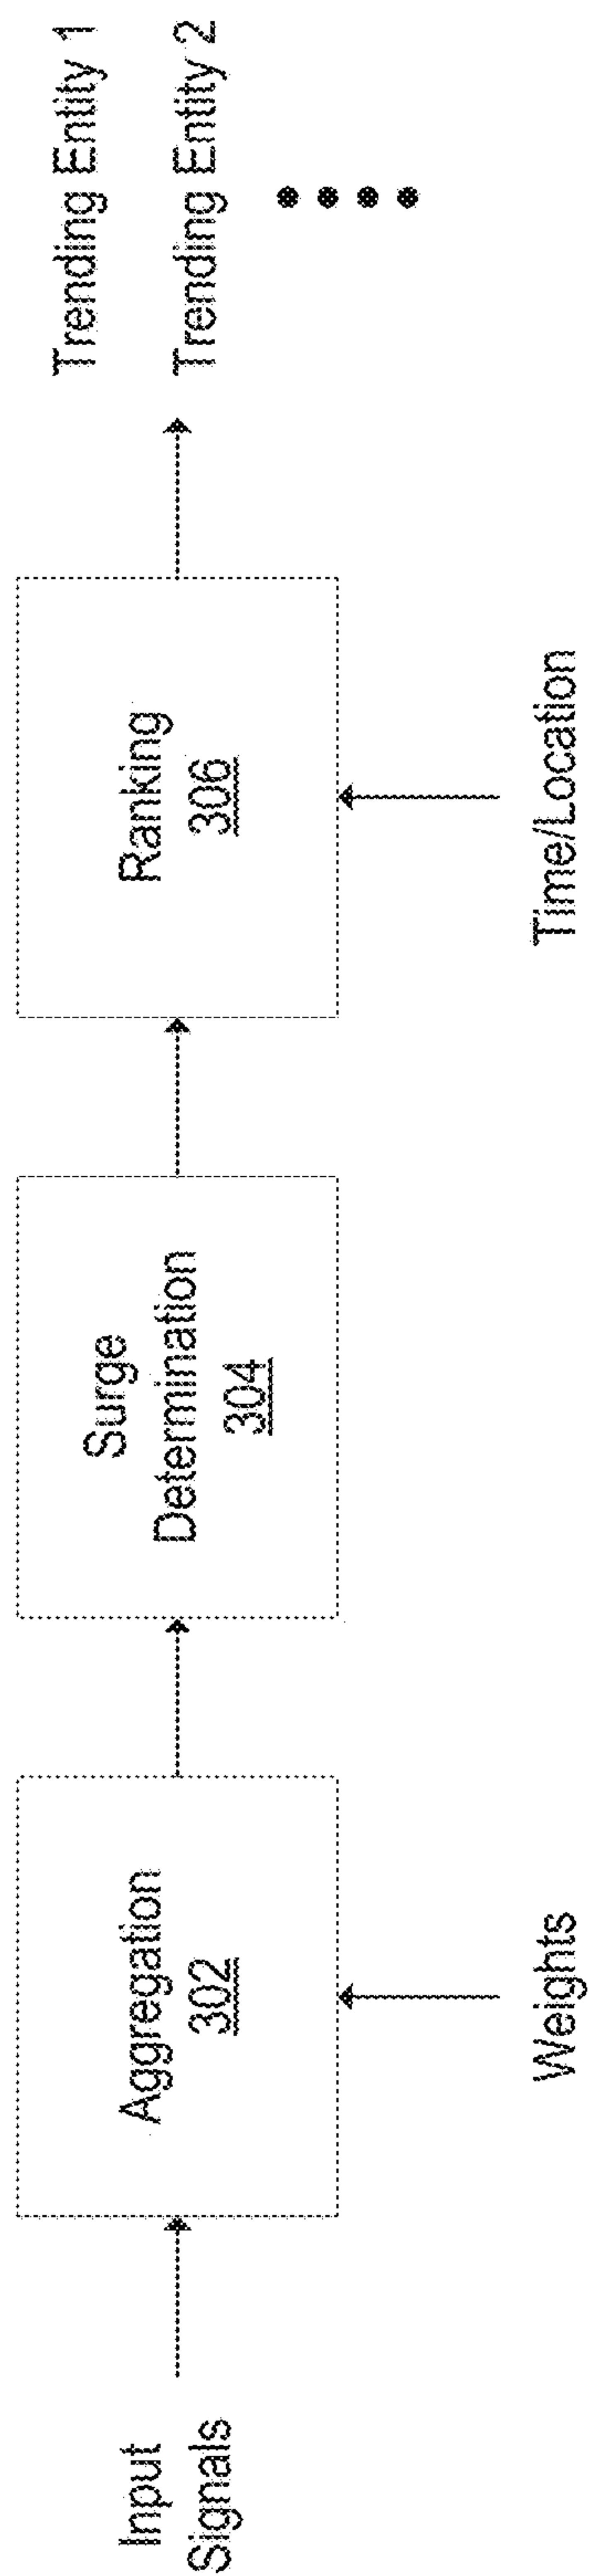 Input
Signals
Aggregation
302
Weights
Surge
Determination
304
Ranking
306
Time/Location
Trending Entity 1
Trending Entity 2